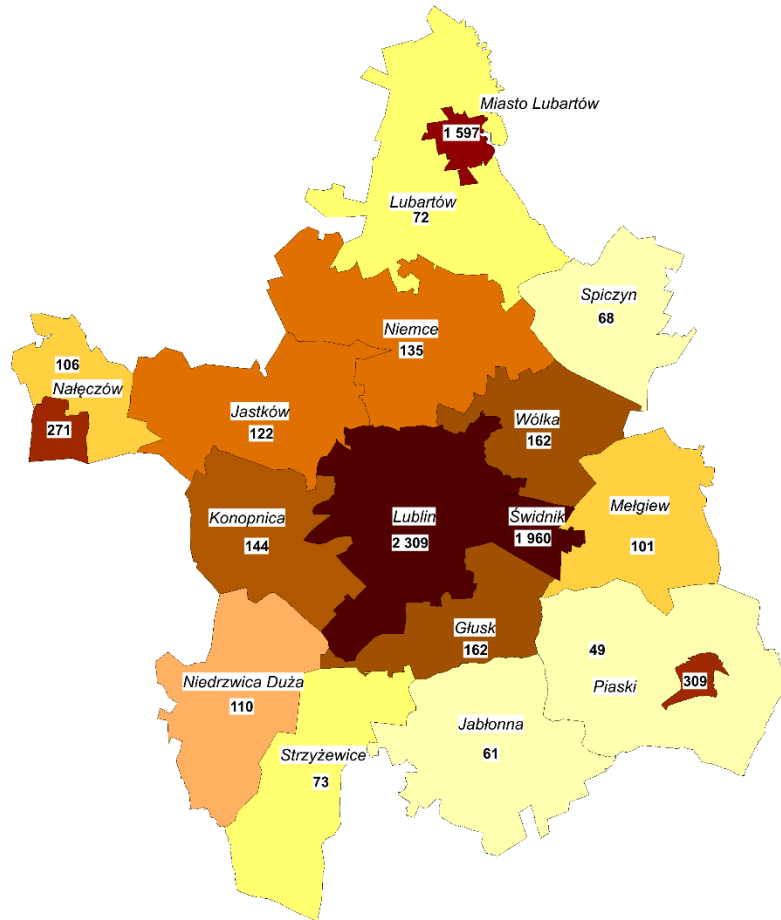 Miasto Lubartów
1 597
Lubartów
72
Spiczyn
68
Niemce
135
106
Nałęczów
271
Jastków
122
Wólka
162
Konopnica
144
Lublin
2 309
Świdnik
1 960
Mełgiew
101
Głusk
162
49
Piaski
309
Niedrzwica Duża
110
Strzyżewice
73
Jabłonna
61